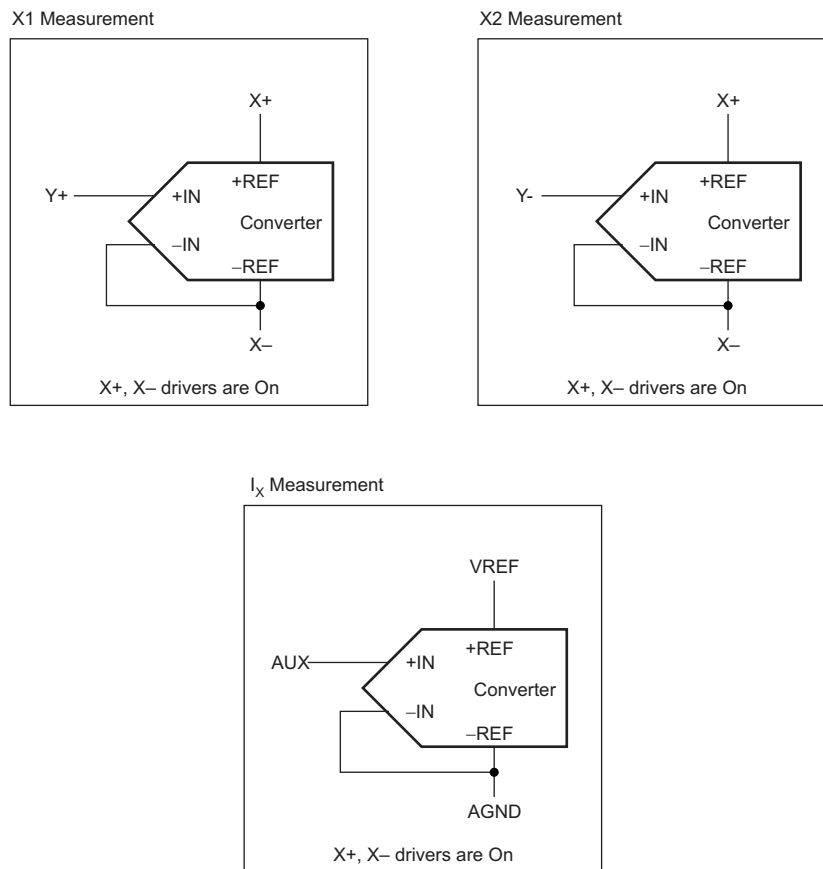 X1 Measurement
X+
Y+
+IN
+REF
Converter
–IN
–REF
X–
X+, X– drivers are On
X2 Measurement
X+
Y-
+IN
+REF
Converter
–IN
–REF
X–
X+, X– drivers are On
IX Measurement
VREF
AUX
+IN
+REF
Converter
–IN
–REF
AGND
X+, X– drivers are On